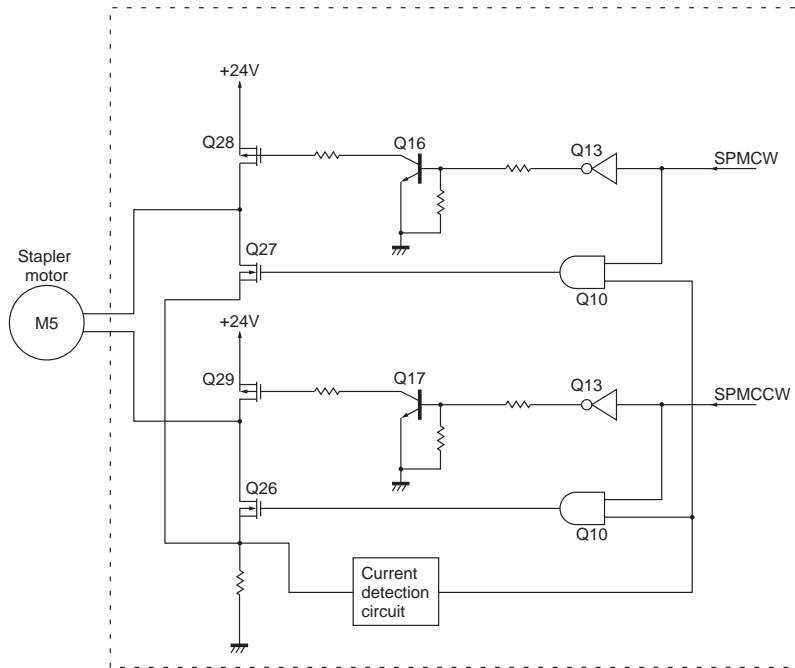 +24V
Q28
Q16
Q13
SPMCW
Q27
Q10
Stapler
motor
M5
+24V
Q29
Q17
Q13
SPMCCW
Q26
Q10
Current
detection
circuit